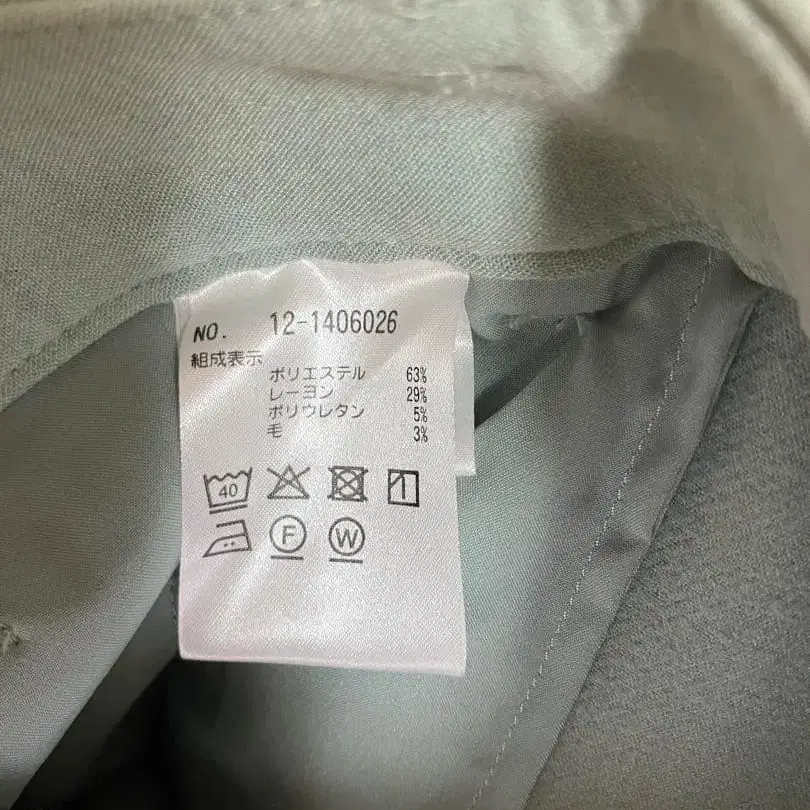 NO. 12-1406026
組成表示
ポリエステル 63%
レーヨン 29%
ポリウレタン 5%
毛 3%
40
F W